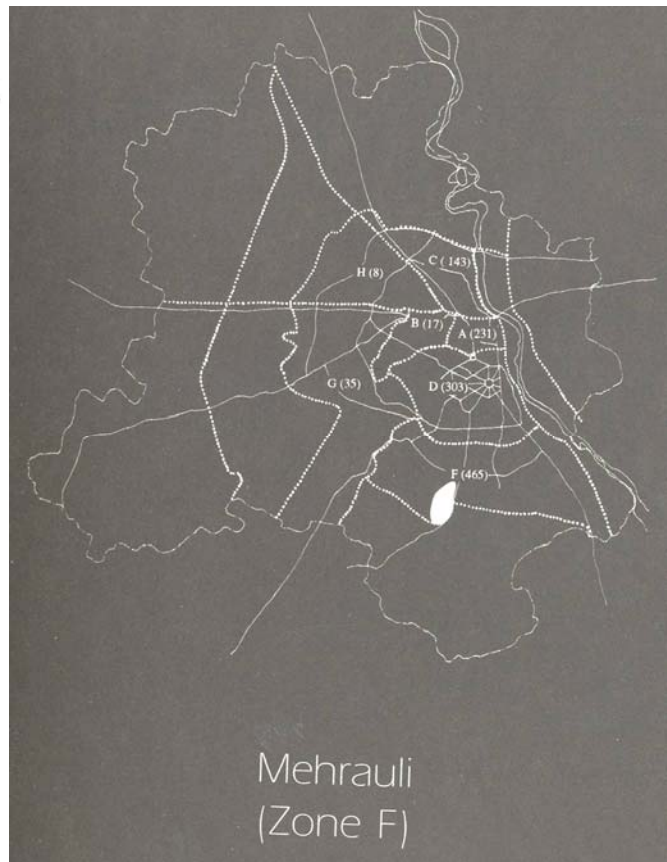 C ( 143)
H (8)
B (17)
A (231)
G (35)
D (303)
F (465)
Mehrauli
(Zone F)